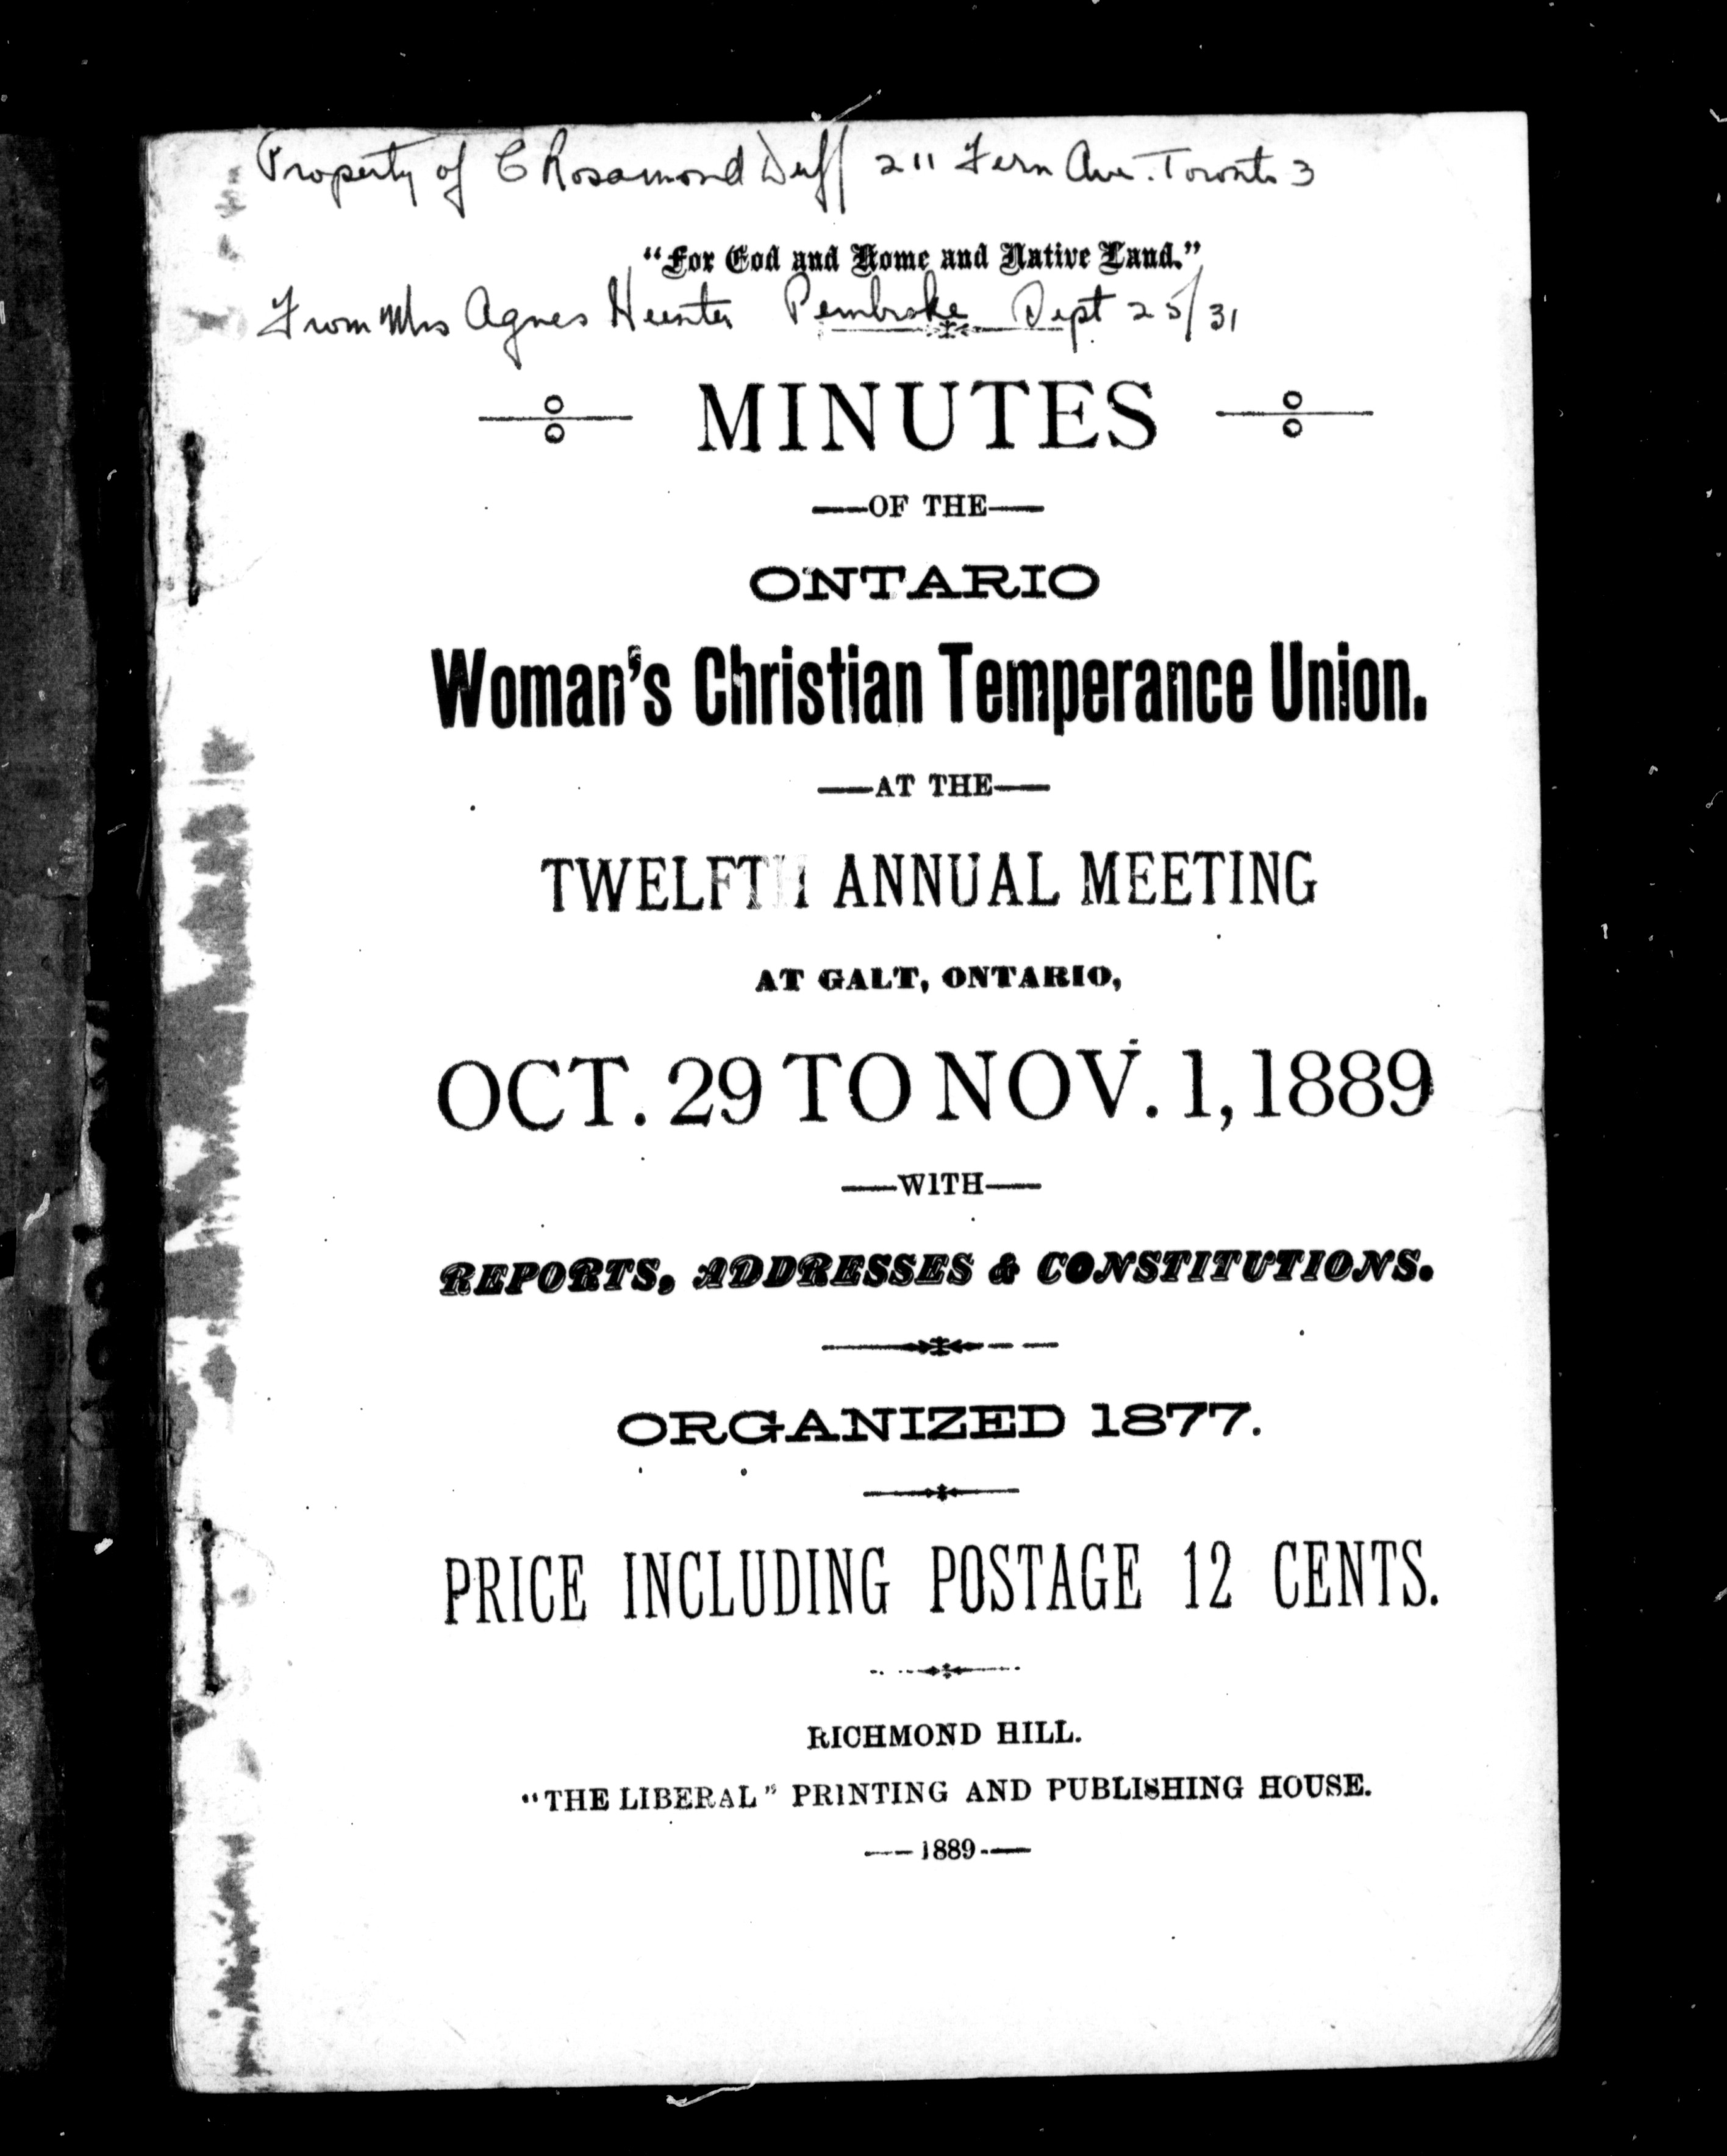 Property of C Rosamond Duff 211 Fern Ave. Toronto 3
"For God and Home and Native Land."
From Mrs Agnes Hunter Pembroke Sept 25/31
MINUTES
—OF THE—
ONTARIO
Woman's Christian Temperance Union.
—AT THE—
TWELFTH ANNUAL MEETING
AT GALT, ONTARIO,
OCT. 29 TO NOV. 1, 1889
—WITH—
REPORTS, ADDRESSES & CONSTITUTIONS.
ORGANIZED 1877.
PRICE INCLUDING POSTAGE 12 CENTS.
RICHMOND HILL.
"THE LIBERAL" PRINTING AND PUBLISHING HOUSE.
—1889—